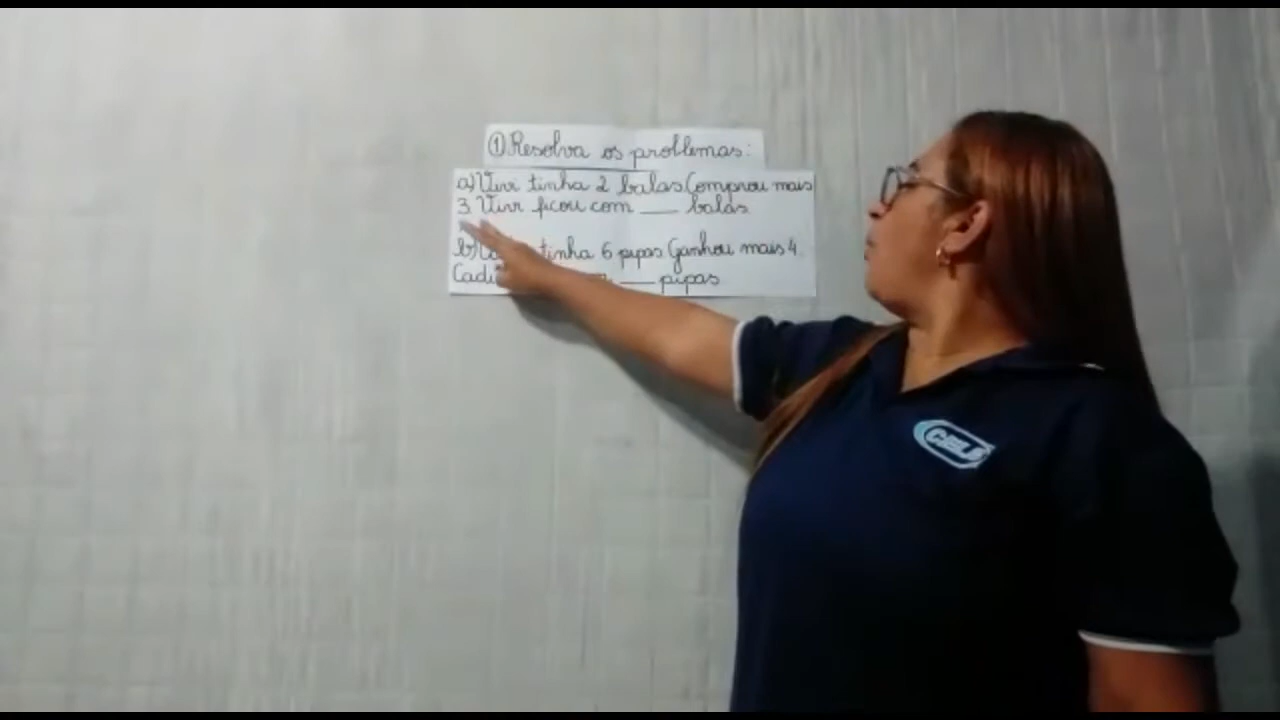 ① Resolva os problemas:
a) Vivi tinha 2 balas. Comprou mais
3. Vivi ficou com ___ balas
b) tinha 6 pipas. Ganhou mais 4.
___ pipas